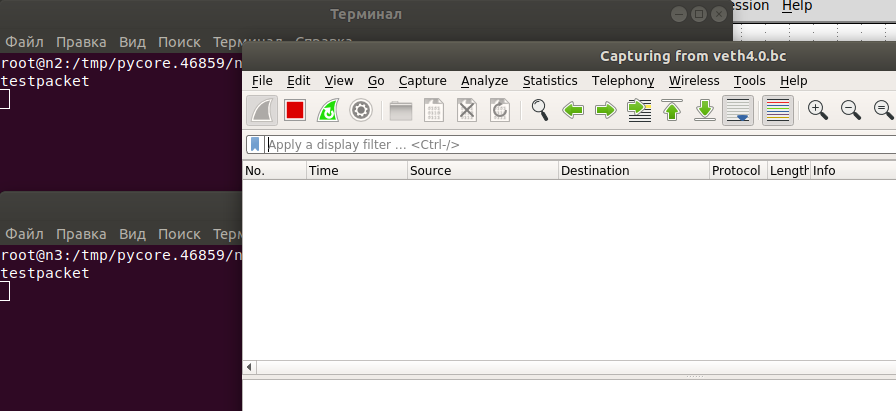 Терминал
ession Help
Файл Правка Вид Поиск Терминал Справка
root@n2:/tmp/pycore.46859/n
testpacket
Capturing from veth4.0.bc
File Edit View Go Capture Analyze Statistics Telephony Wireless Tools Help
Apply a display filter ... <Ctrl-/>
No. Time Source Destination Protocol Length Info
Файл Правка Вид Поиск Терм
root@n3:/tmp/pycore.46859/n
testpacket